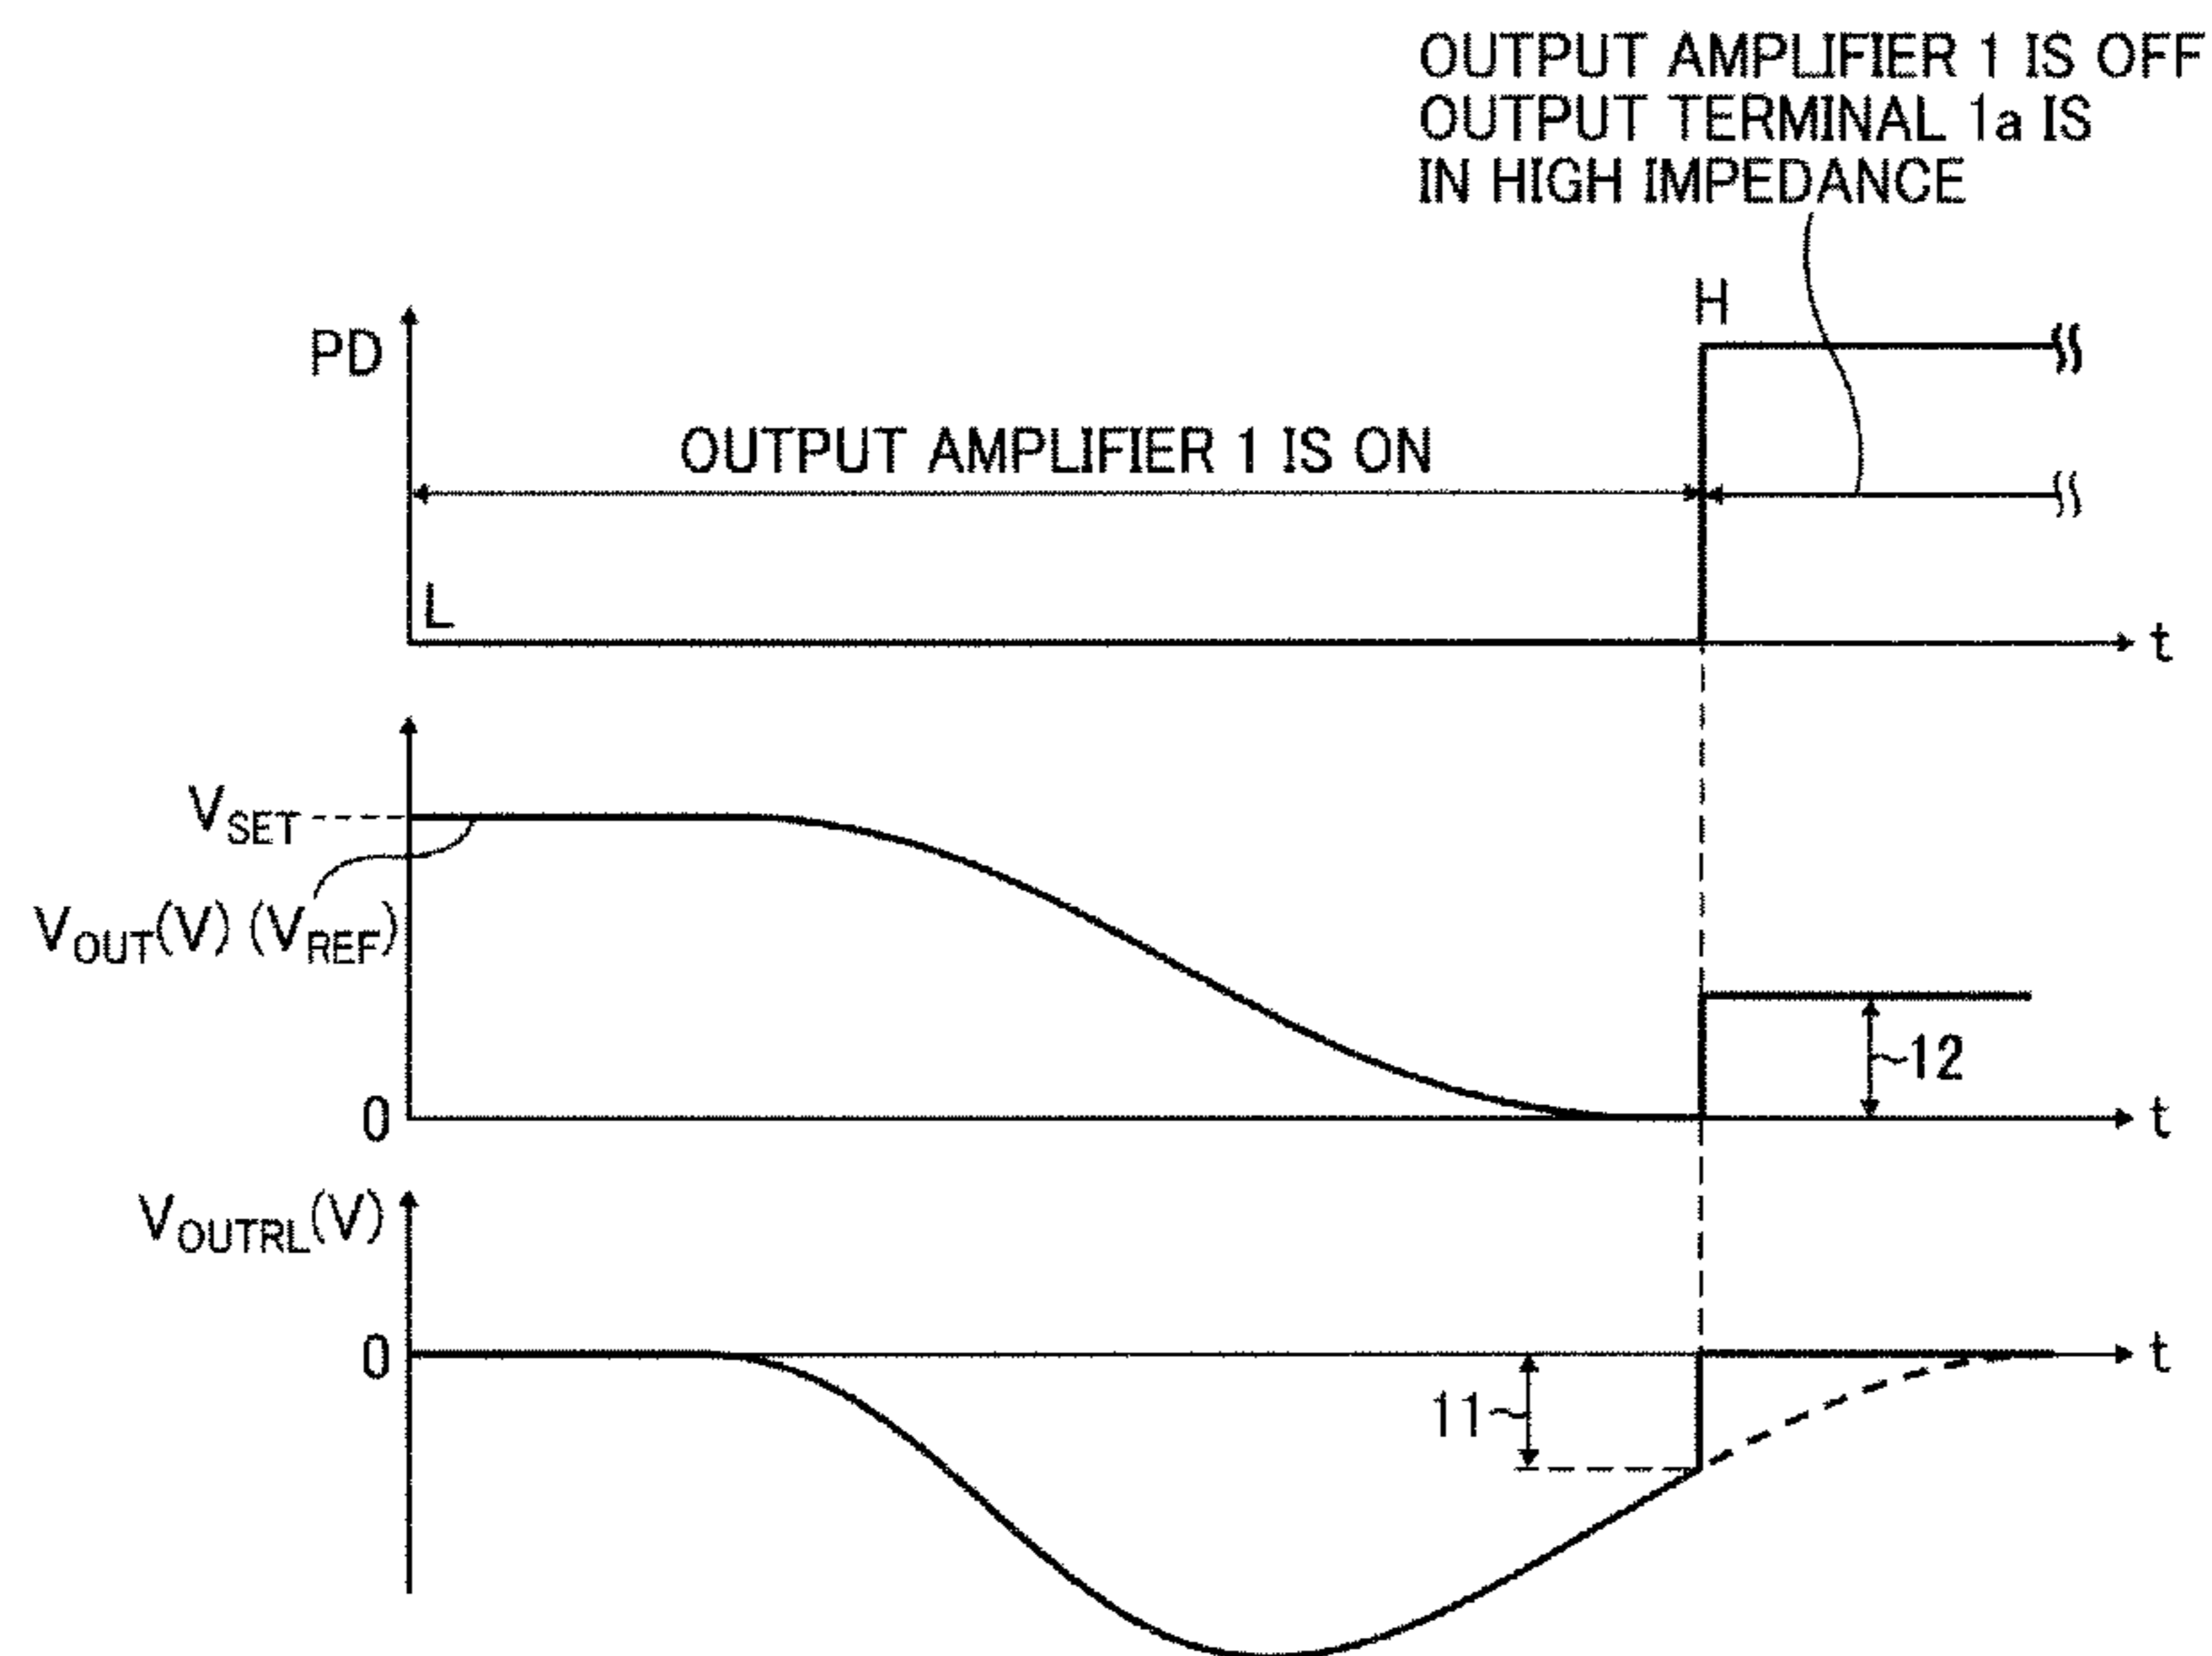 OUTPUT AMPLIFIER 1 IS OFF
OUTPUT TERMINAL 1a IS
IN HIGH IMPEDANCE
H
PD
OUTPUT AMPLIFIER 1 IS ON
L
t
VSET
VOUT(V) (VREF)
12
0
t
VOUTRL(V)
0
t
11